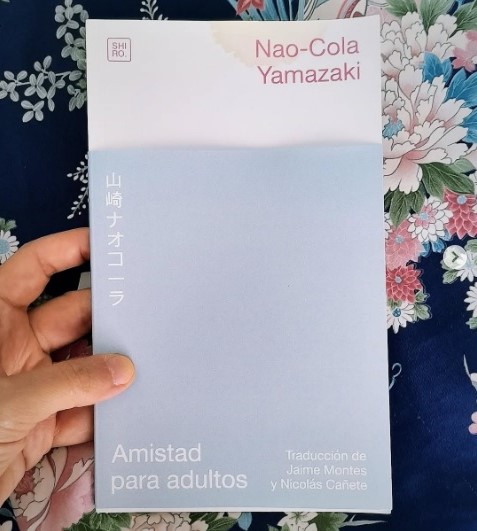 SHI
RO.
Nao-Cola
Yamazaki
山崎ナオコーラ
Amistad
para adultos
Traducción de
Jaime Montes
y Nicolás Cañete